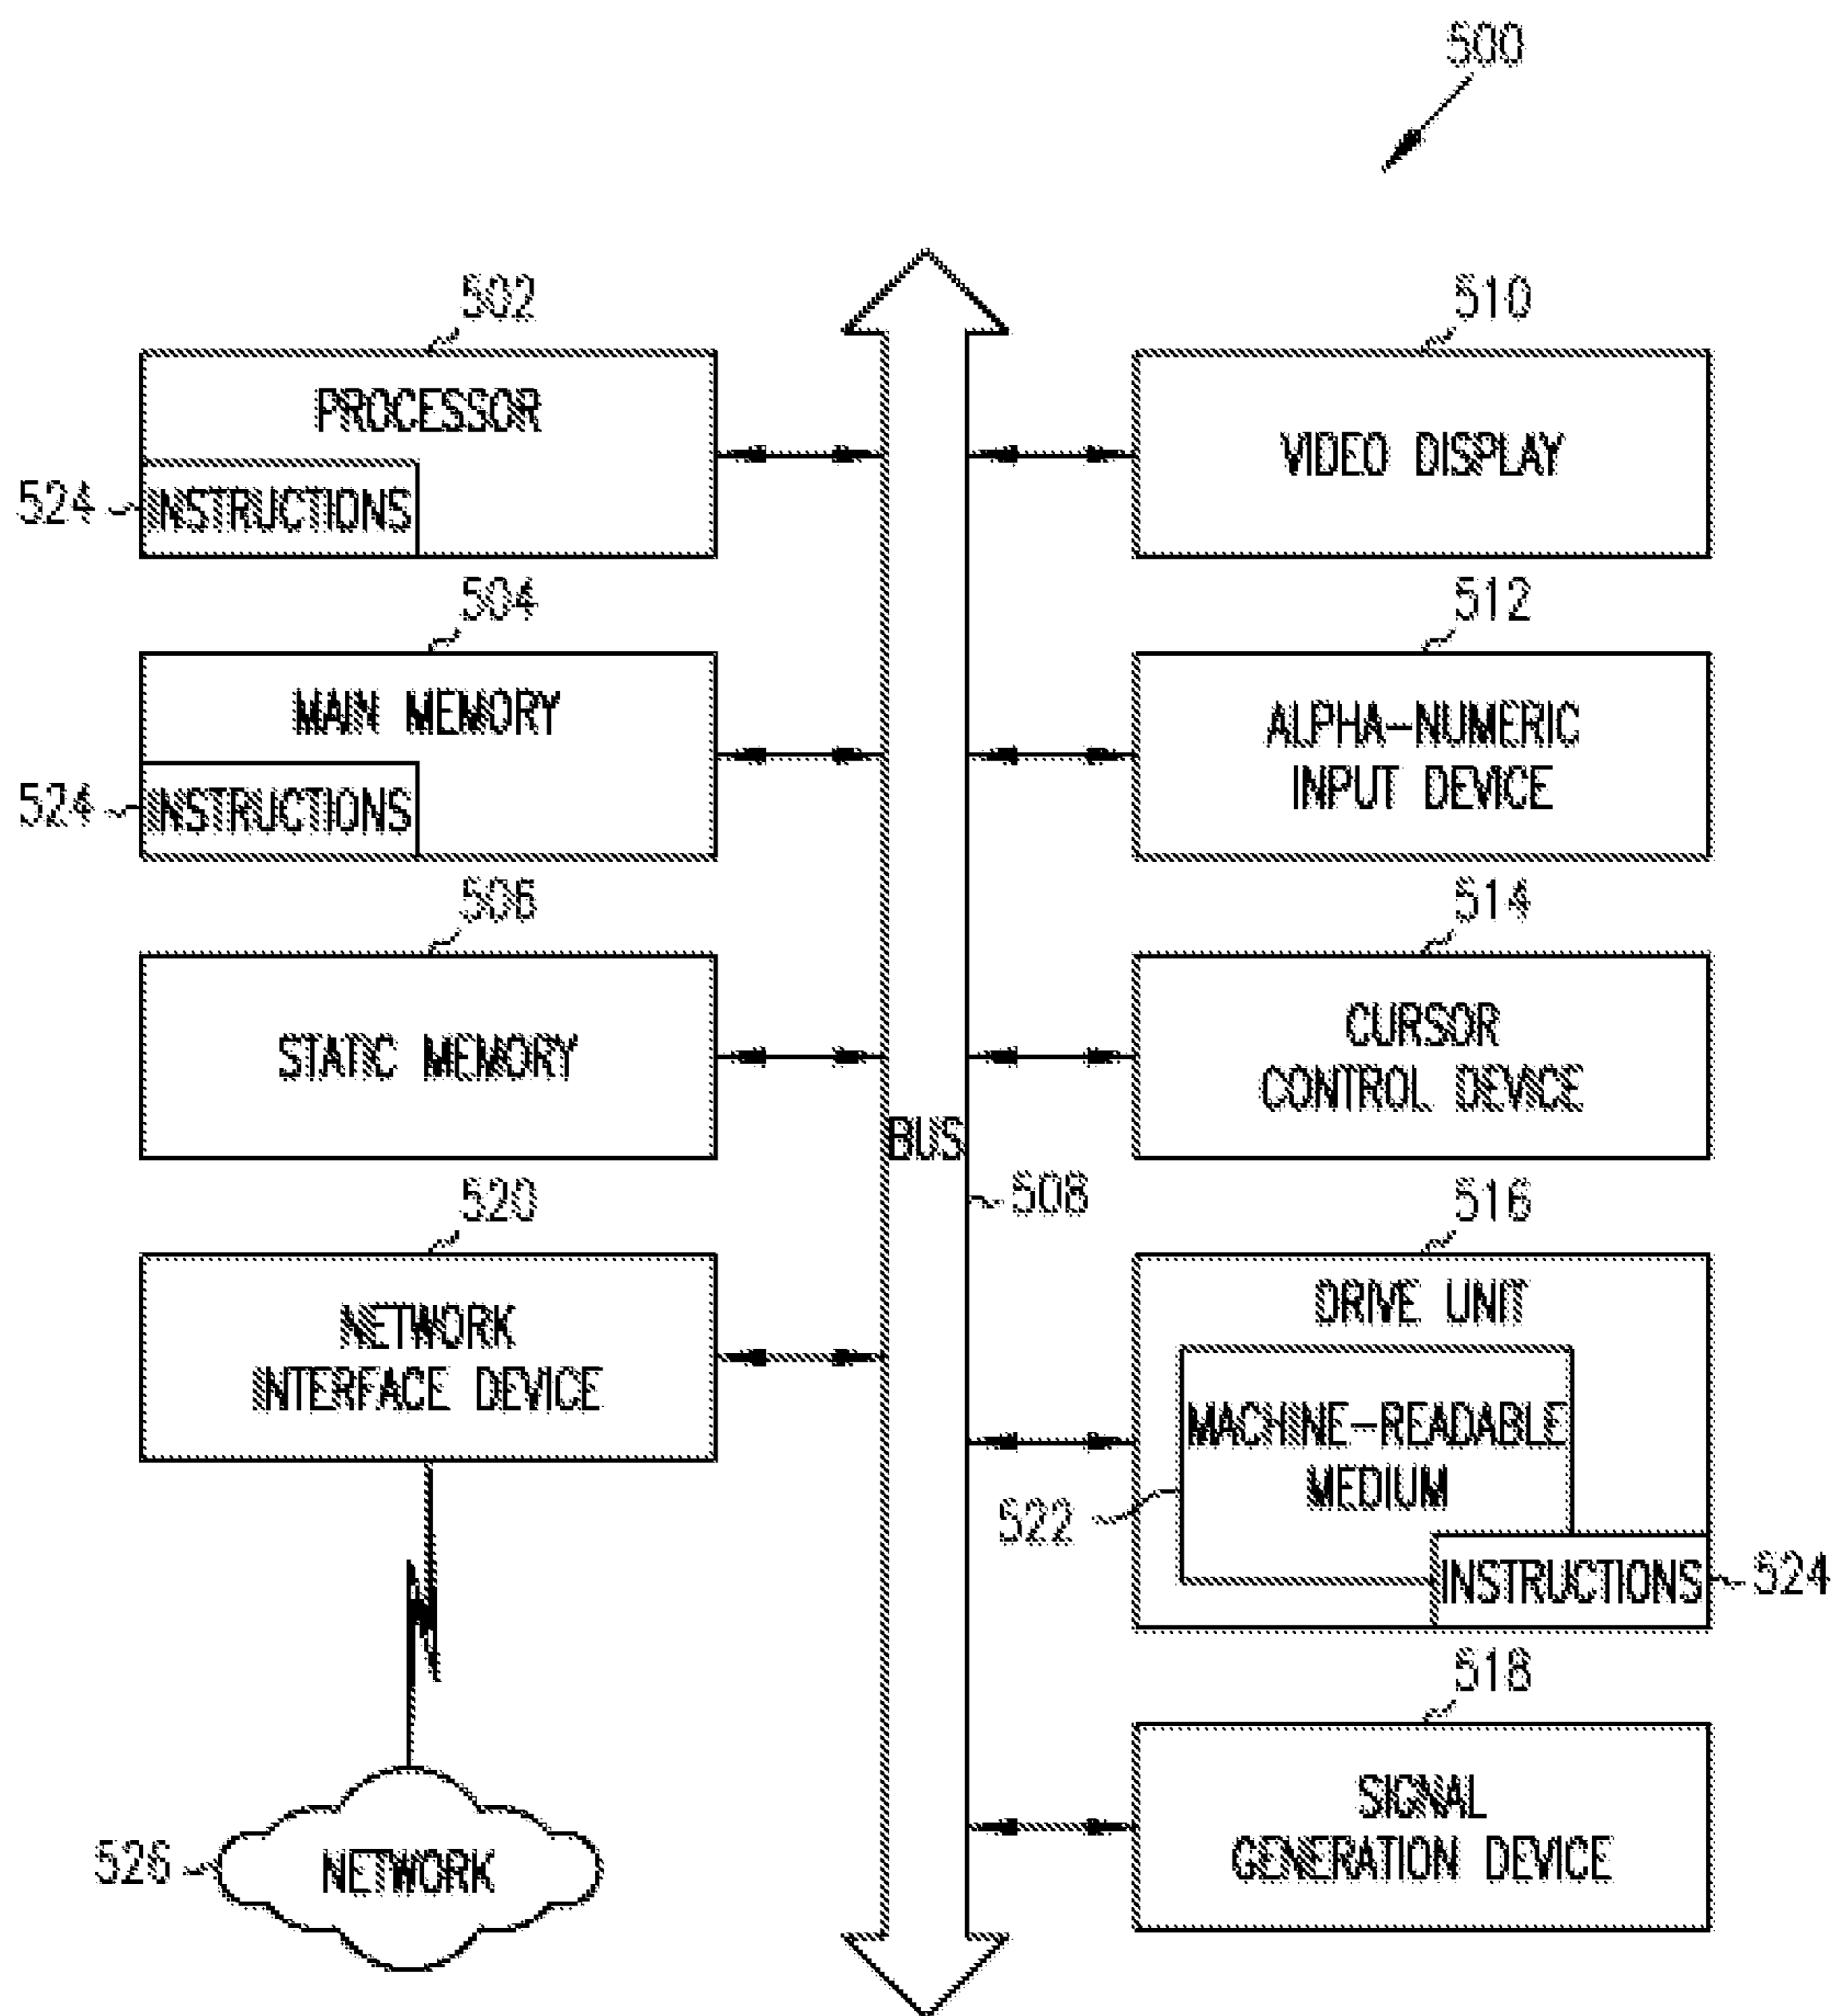 500
502
PROCESSOR
524
INSTRUCTIONS
504
MAIN MEMORY
524
INSTRUCTIONS
506
STATIC MEMORY
520
NETWORK
INTERFACE DEVICE
526
NETWORK
BUS
508
510
VIDEO DISPLAY
512
ALPHA-NUMERIC
INPUT DEVICE
514
CURSOR
CONTROL DEVICE
516
DRIVE UNIT
MACHINE-READABLE
MEDIUM
522
INSTRUCTIONS
524
518
SIGNAL
GENERATION DEVICE